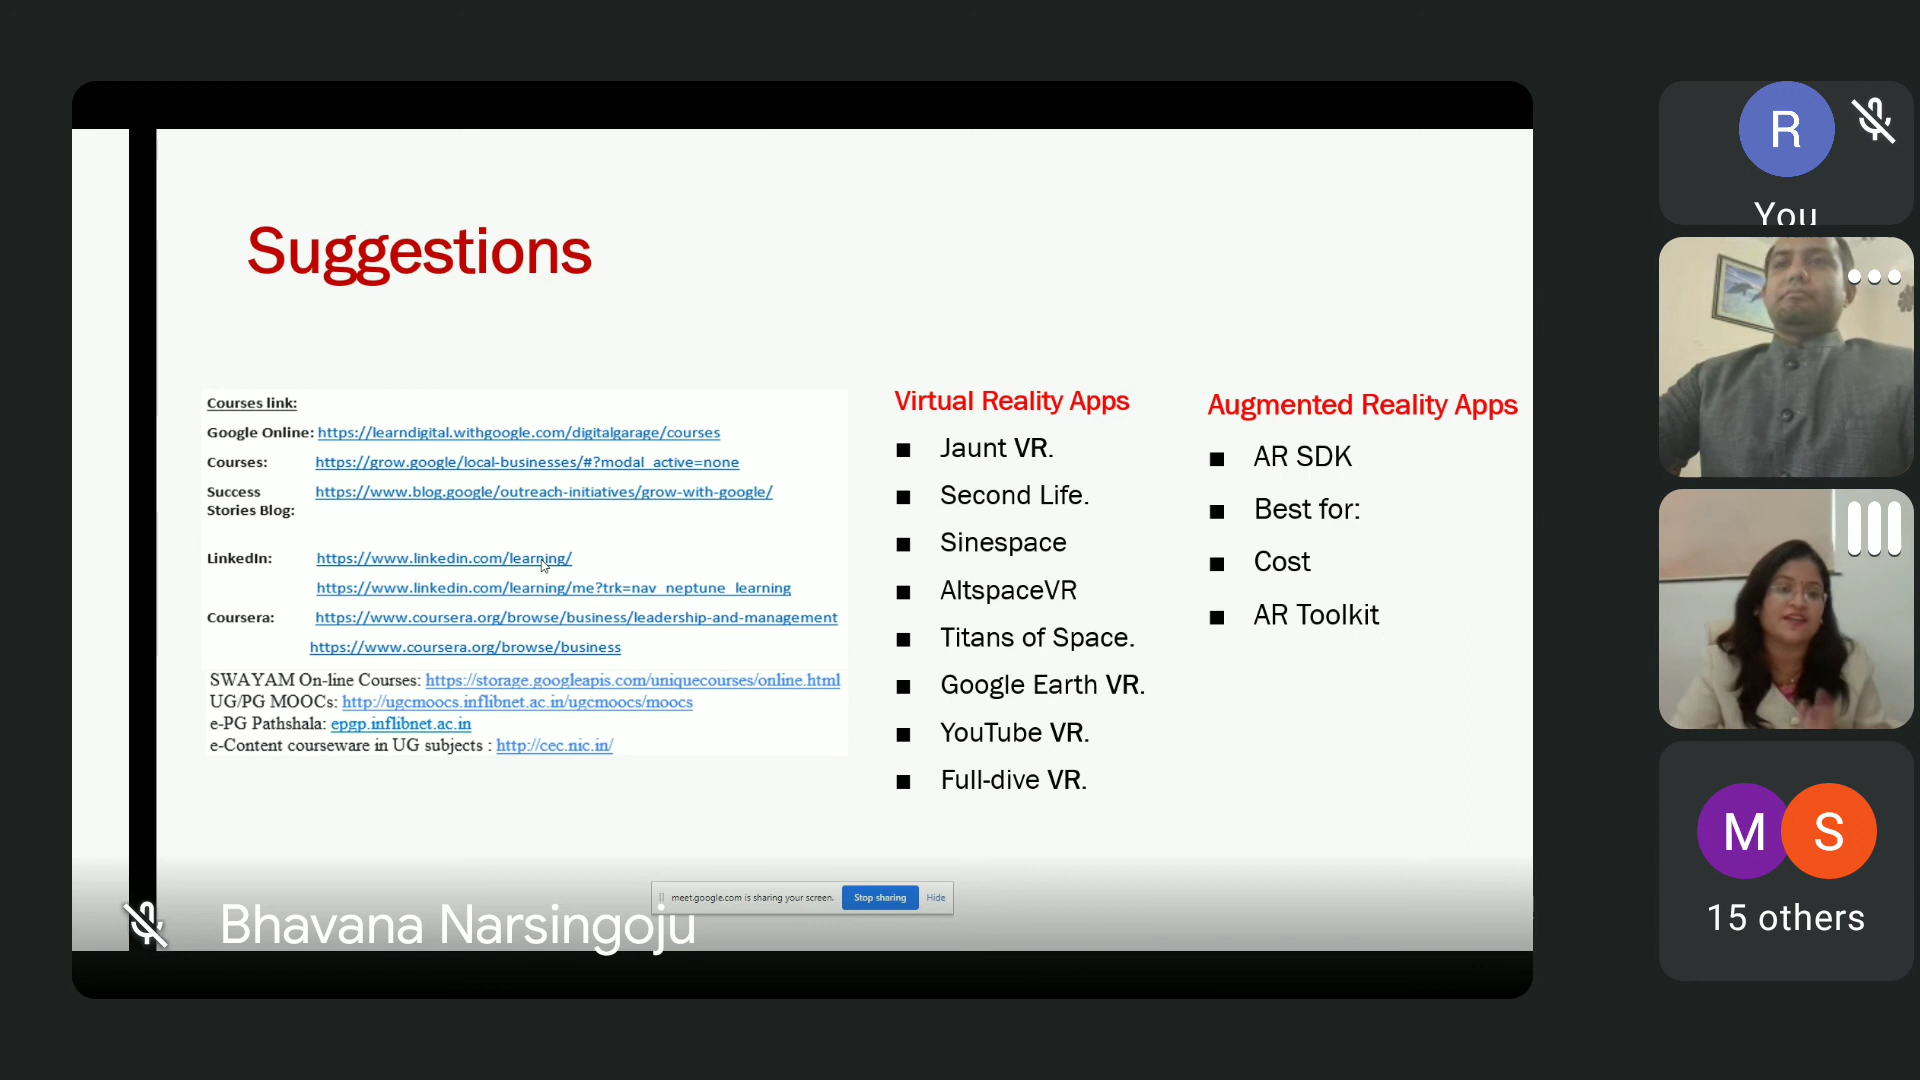 Suggestions
Courses link:
Google Online: https://learndigital.withgoogle.com/digitalgarage/courses
Courses: https://grow.google/local-businesses/#?modal_active=none
Success https://www.blog.google/outreach-initiatives/grow-with-google/
Stories Blog:
LinkedIn: https://www.linkedin.com/learning/
https://www.linkedin.com/learning/me?trk=nav_neptune_learning
Coursera: https://www.coursera.org/browse/business/leadership-and-management
https://www.coursera.org/browse/business
SWAYAM On-line Courses: https://storage.googleapis.com/uniquecourses/online.html
UG/PG MOOCs: http://ugcmoocs.inflibnet.ac.in/ugcmoocs/moocs
e-PG Pathshala: epgp.inflibnet.ac.in
e-Content courseware in UG subjects : http://cec.nic.in/
Virtual Reality Apps
■ Jaunt VR.
■ Second Life.
■ Sinespace
■ AltspaceVR
■ Titans of Space.
■ Google Earth VR.
■ YouTube VR.
■ Full-dive VR.
Augmented Reality Apps
■ AR SDK
■ Best for:
■ Cost
■ AR Toolkit
meet.google.com is sharing your screen. Stop sharing Hide
Bhavana Narsingoju
R
You
M S
15 others